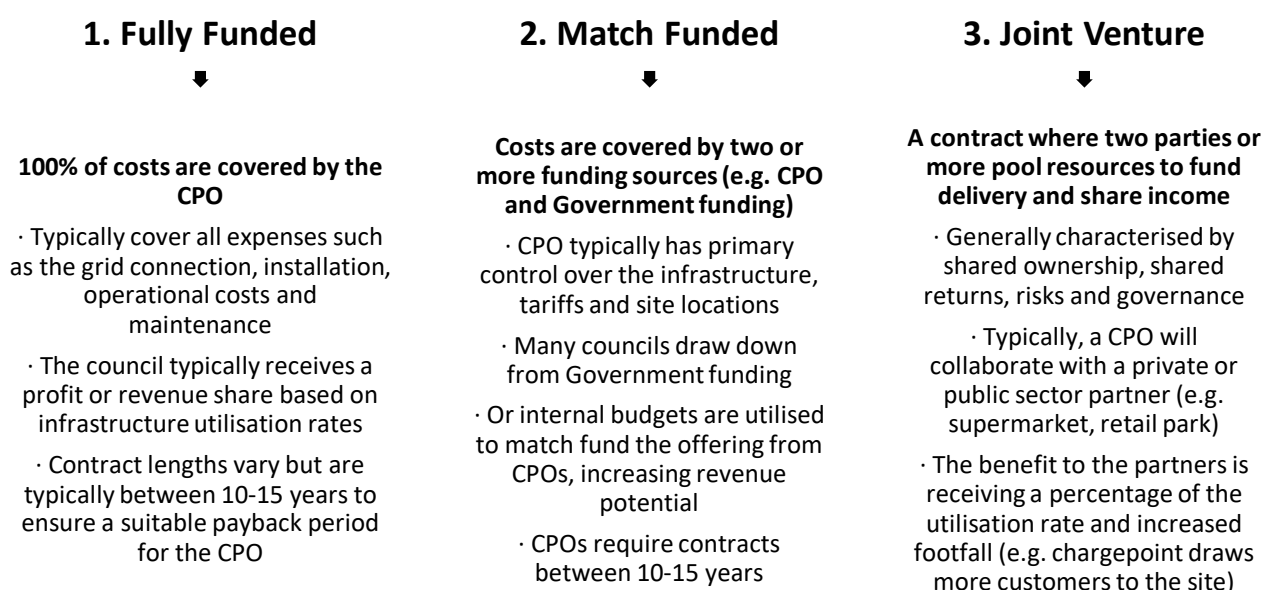 1. Fully Funded
100% of costs are covered by the
CPO
· Typically cover all expenses such
as the grid connection, installation,
operational costs and
maintenance
· The council typically receives a
profit or revenue share based on
infrastructure utilisation rates
· Contract lengths vary but are
typically between 10-15 years to
ensure a suitable payback period
for the CPO
2. Match Funded
Costs are covered by two or
more funding sources (e.g. CPO
and Government funding)
· CPO typically has primary
control over the infrastructure,
tariffs and site locations
· Many councils draw down
from Government funding
· Or internal budgets are utilised
to match fund the offering from
CPOs, increasing revenue
potential
· CPOs require contracts
between 10-15 years
3. Joint Venture
A contract where two parties or
more pool resources to fund
delivery and share income
· Generally characterised by
shared ownership, shared
returns, risks and governance
· Typically, a CPO will
collaborate with a private or
public sector partner (e.g.
supermarket, retail park)
· The benefit to the partners is
receiving a percentage of the
utilisation rate and increased
footfall (e.g. chargepoint draws
more customers to the site)